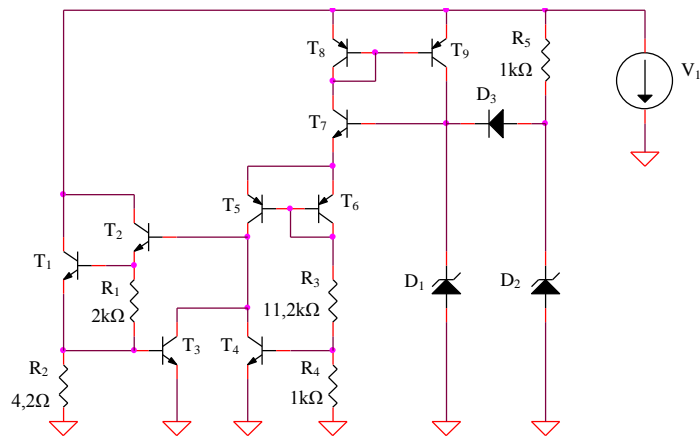 T8
T9
R5
1kΩ
V1
D3
T7
T5
T6
T2
T1
R1
2kΩ
R3
11,2kΩ
D1
D2
T3
T4
R2
4,2Ω
R4
1kΩ